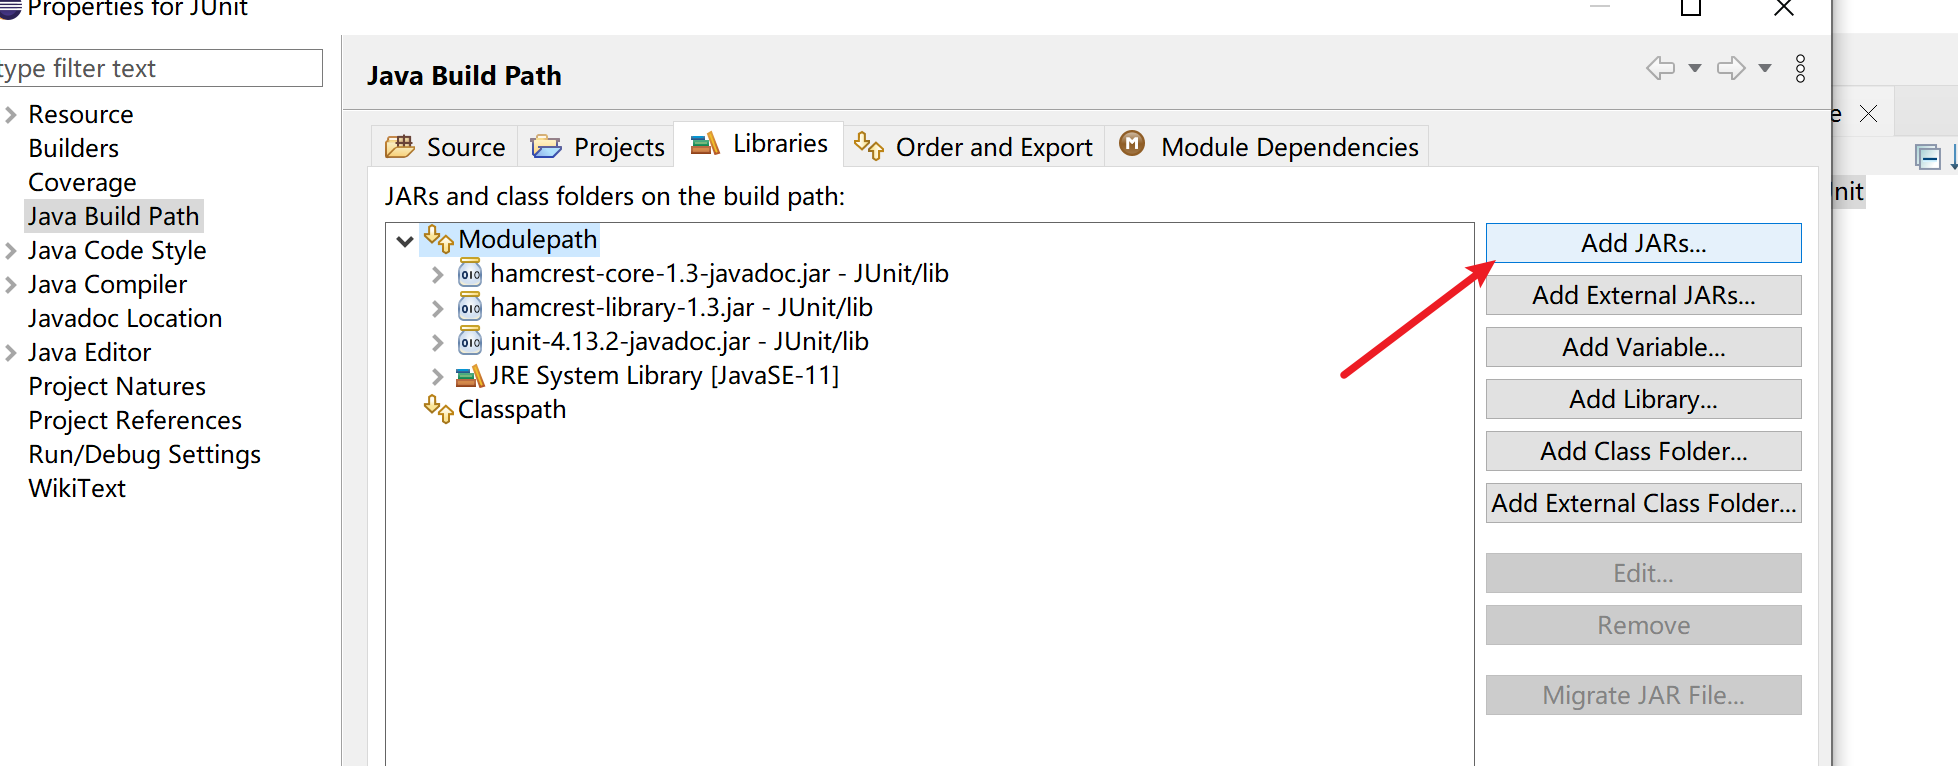 Properties for JUnit
type filter text
Resource
Builders
Coverage
Java Build Path
Java Code Style
Java Compiler
Javadoc Location
Java Editor
Project Natures
Project References
Run/Debug Settings
WikiText
Java Build Path
Source
Projects
Libraries
Order and Export
M
Module Dependencies
JARs and class folders on the build path:
Modulepath
010 hamcrest-core-1.3-javadoc.jar - JUnit/lib
010 hamcrest-library-1.3.jar - JUnit/lib
010 junit-4.13.2-javadoc.jar - JUnit/lib
JRE System Library [JavaSE-11]
Classpath
Add JARs...
Add External JARs...
Add Variable...
Add Library...
Add Class Folder...
Add External Class Folder...
Edit...
Remove
Migrate JAR File...
e
nit